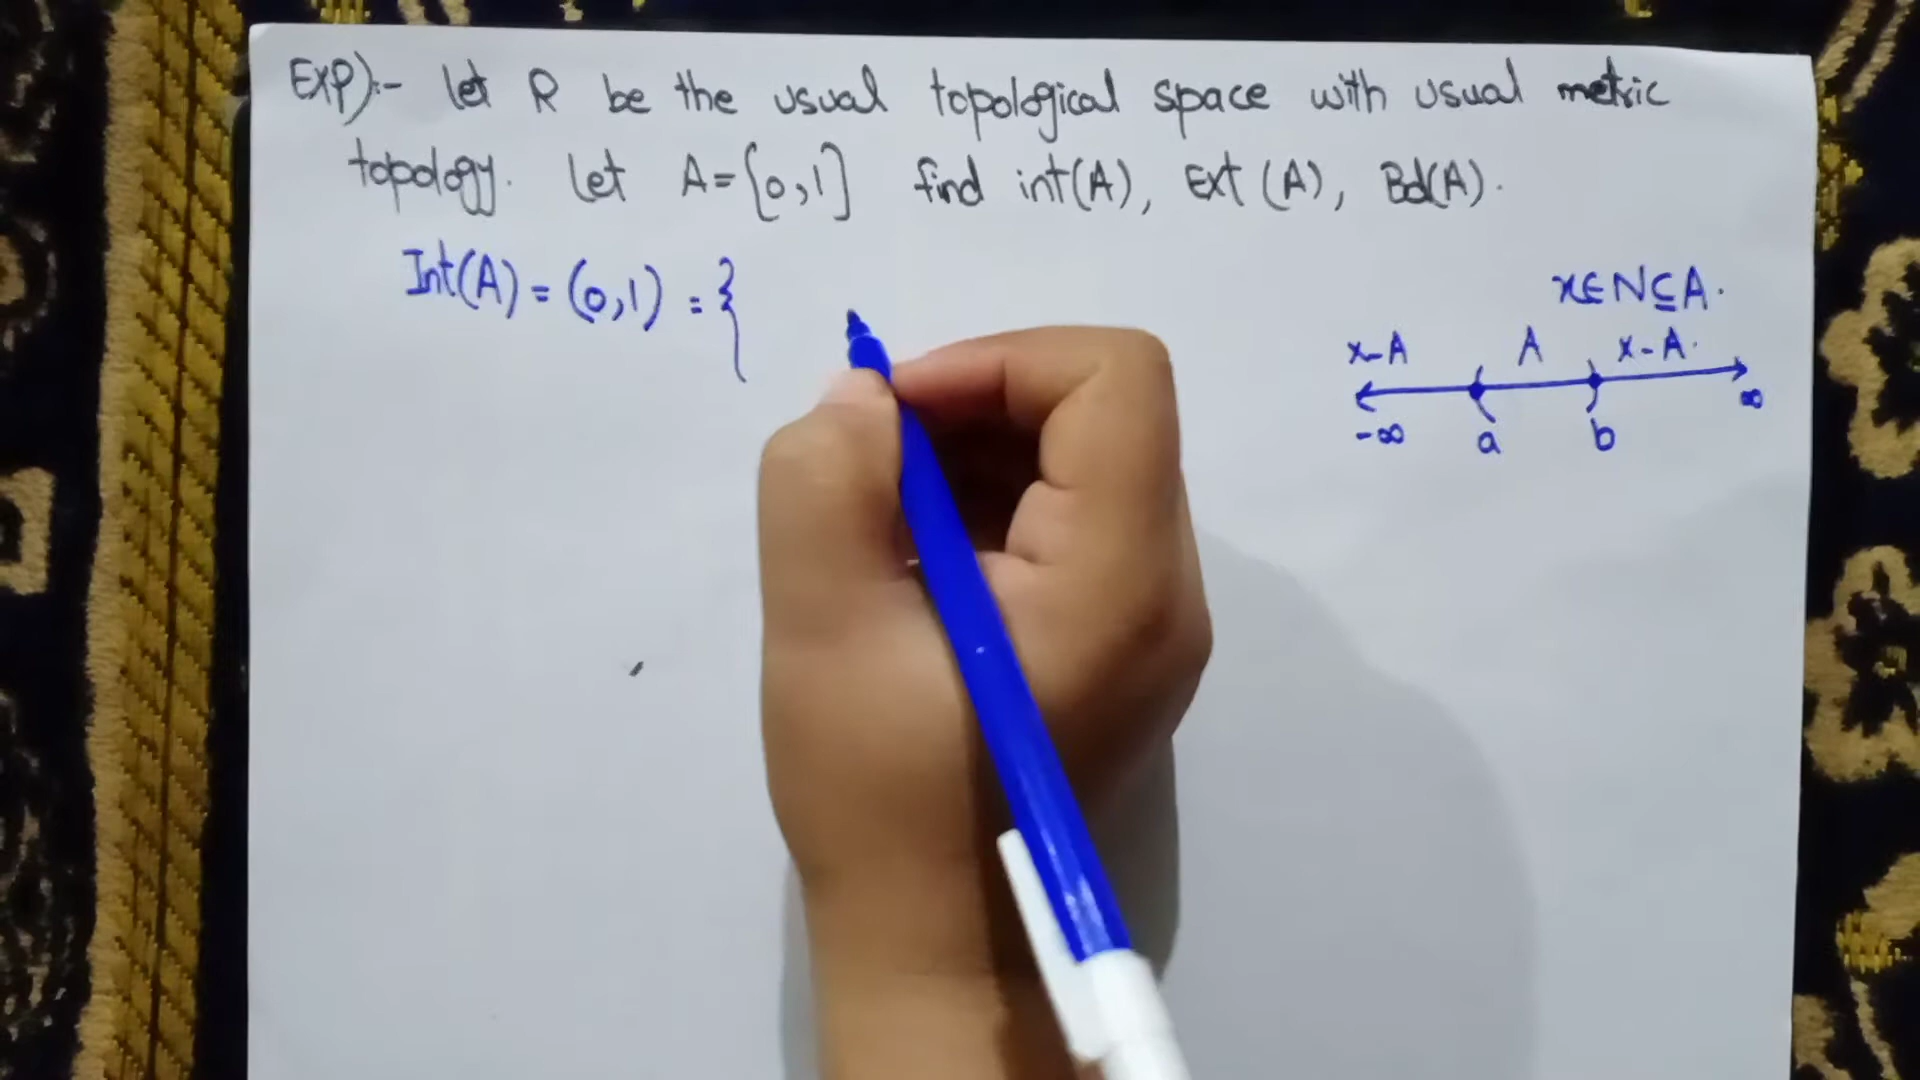 Exp):- let R be the usual topological space with usual metric
topology. Let A=[0,1] find int(A), Ext (A), Bd(A).
Int(A) = (0,1) = {
x∈N⊆A.
x-A A x-A.
-∞ a b ∞